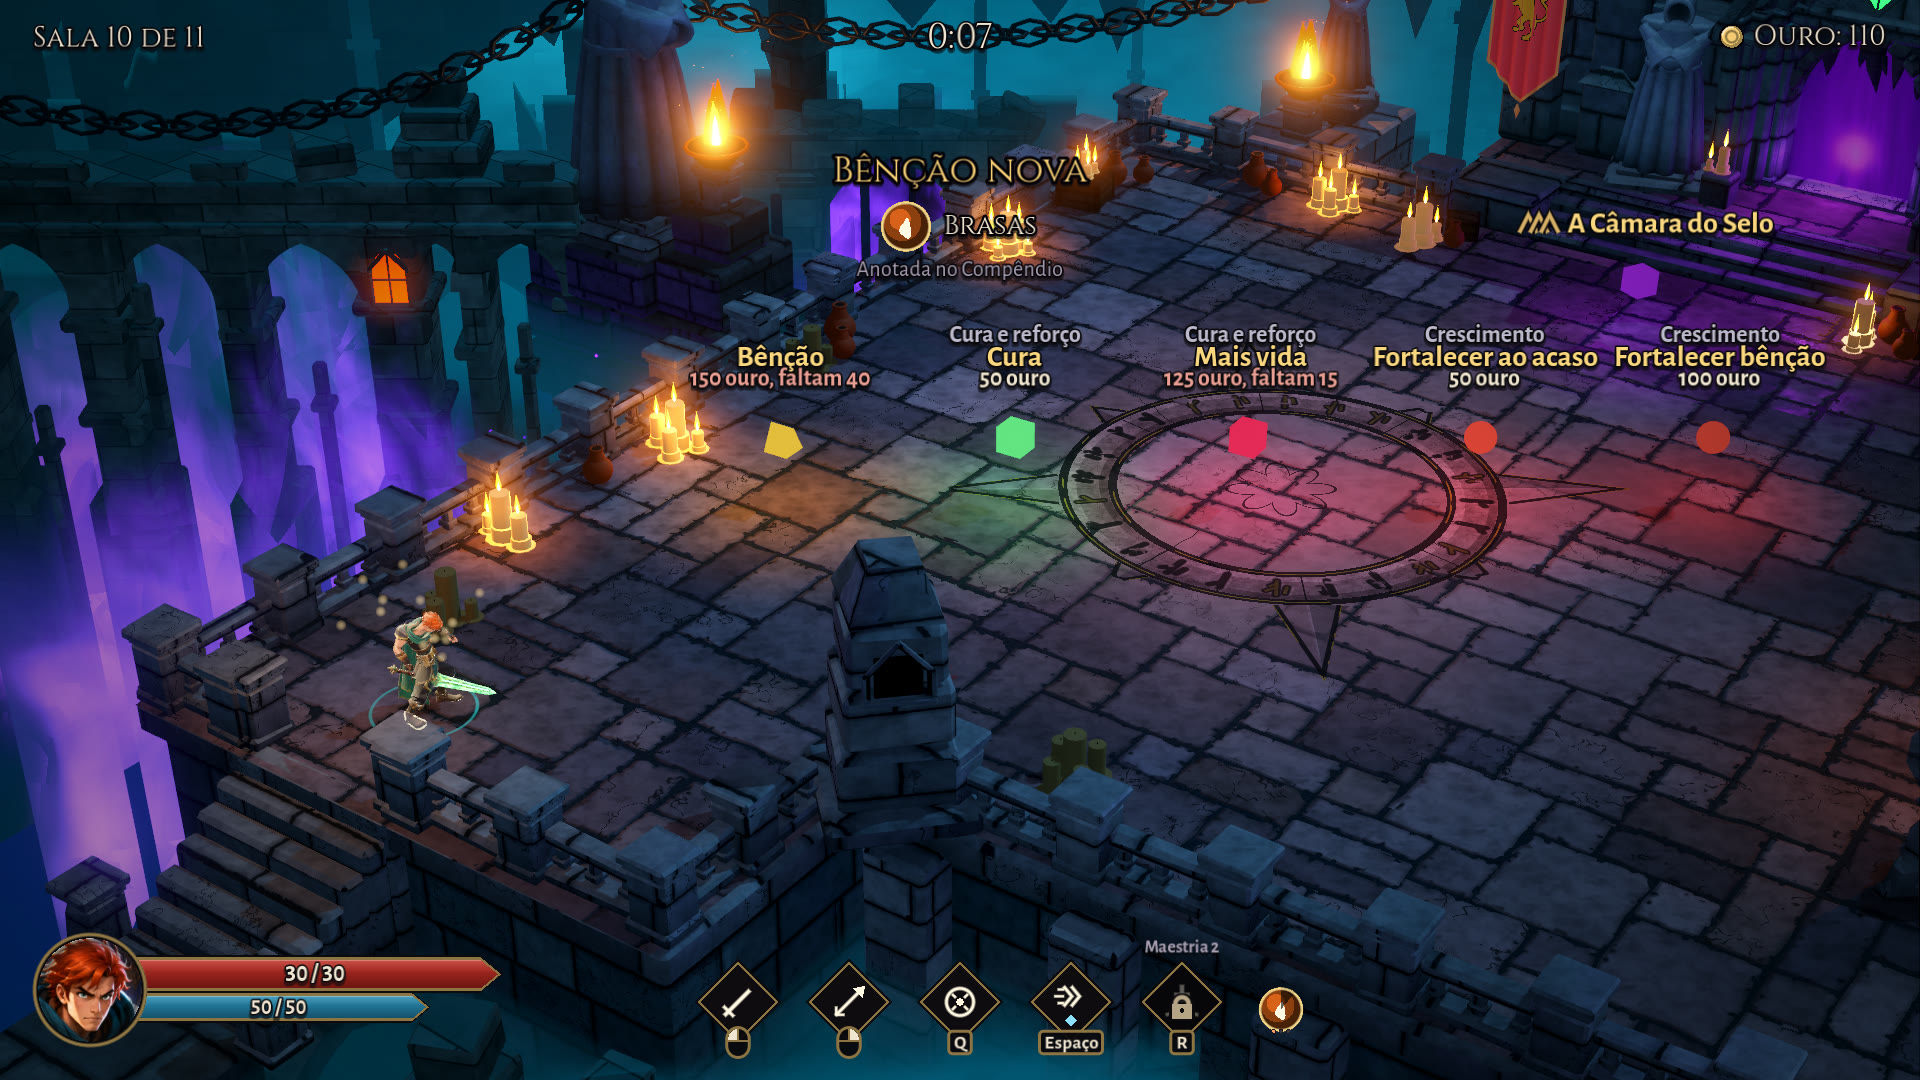 SALA 10 DE 11
0:07
OURO: 110
BÊNÇÃO NOVA
BRASAS
Anotada no Compêndio
A Câmara do Selo
Bênção
150 ouro, faltam 40
Cura e reforço
Cura
50 ouro
Cura e reforço
Mais vida
125 ouro, faltam 15
Crescimento
Fortalecer ao acaso
50 ouro
Crescimento
Fortalecer bênção
100 ouro
30/30
50/50
Maestria 2
Q
Espaço
R